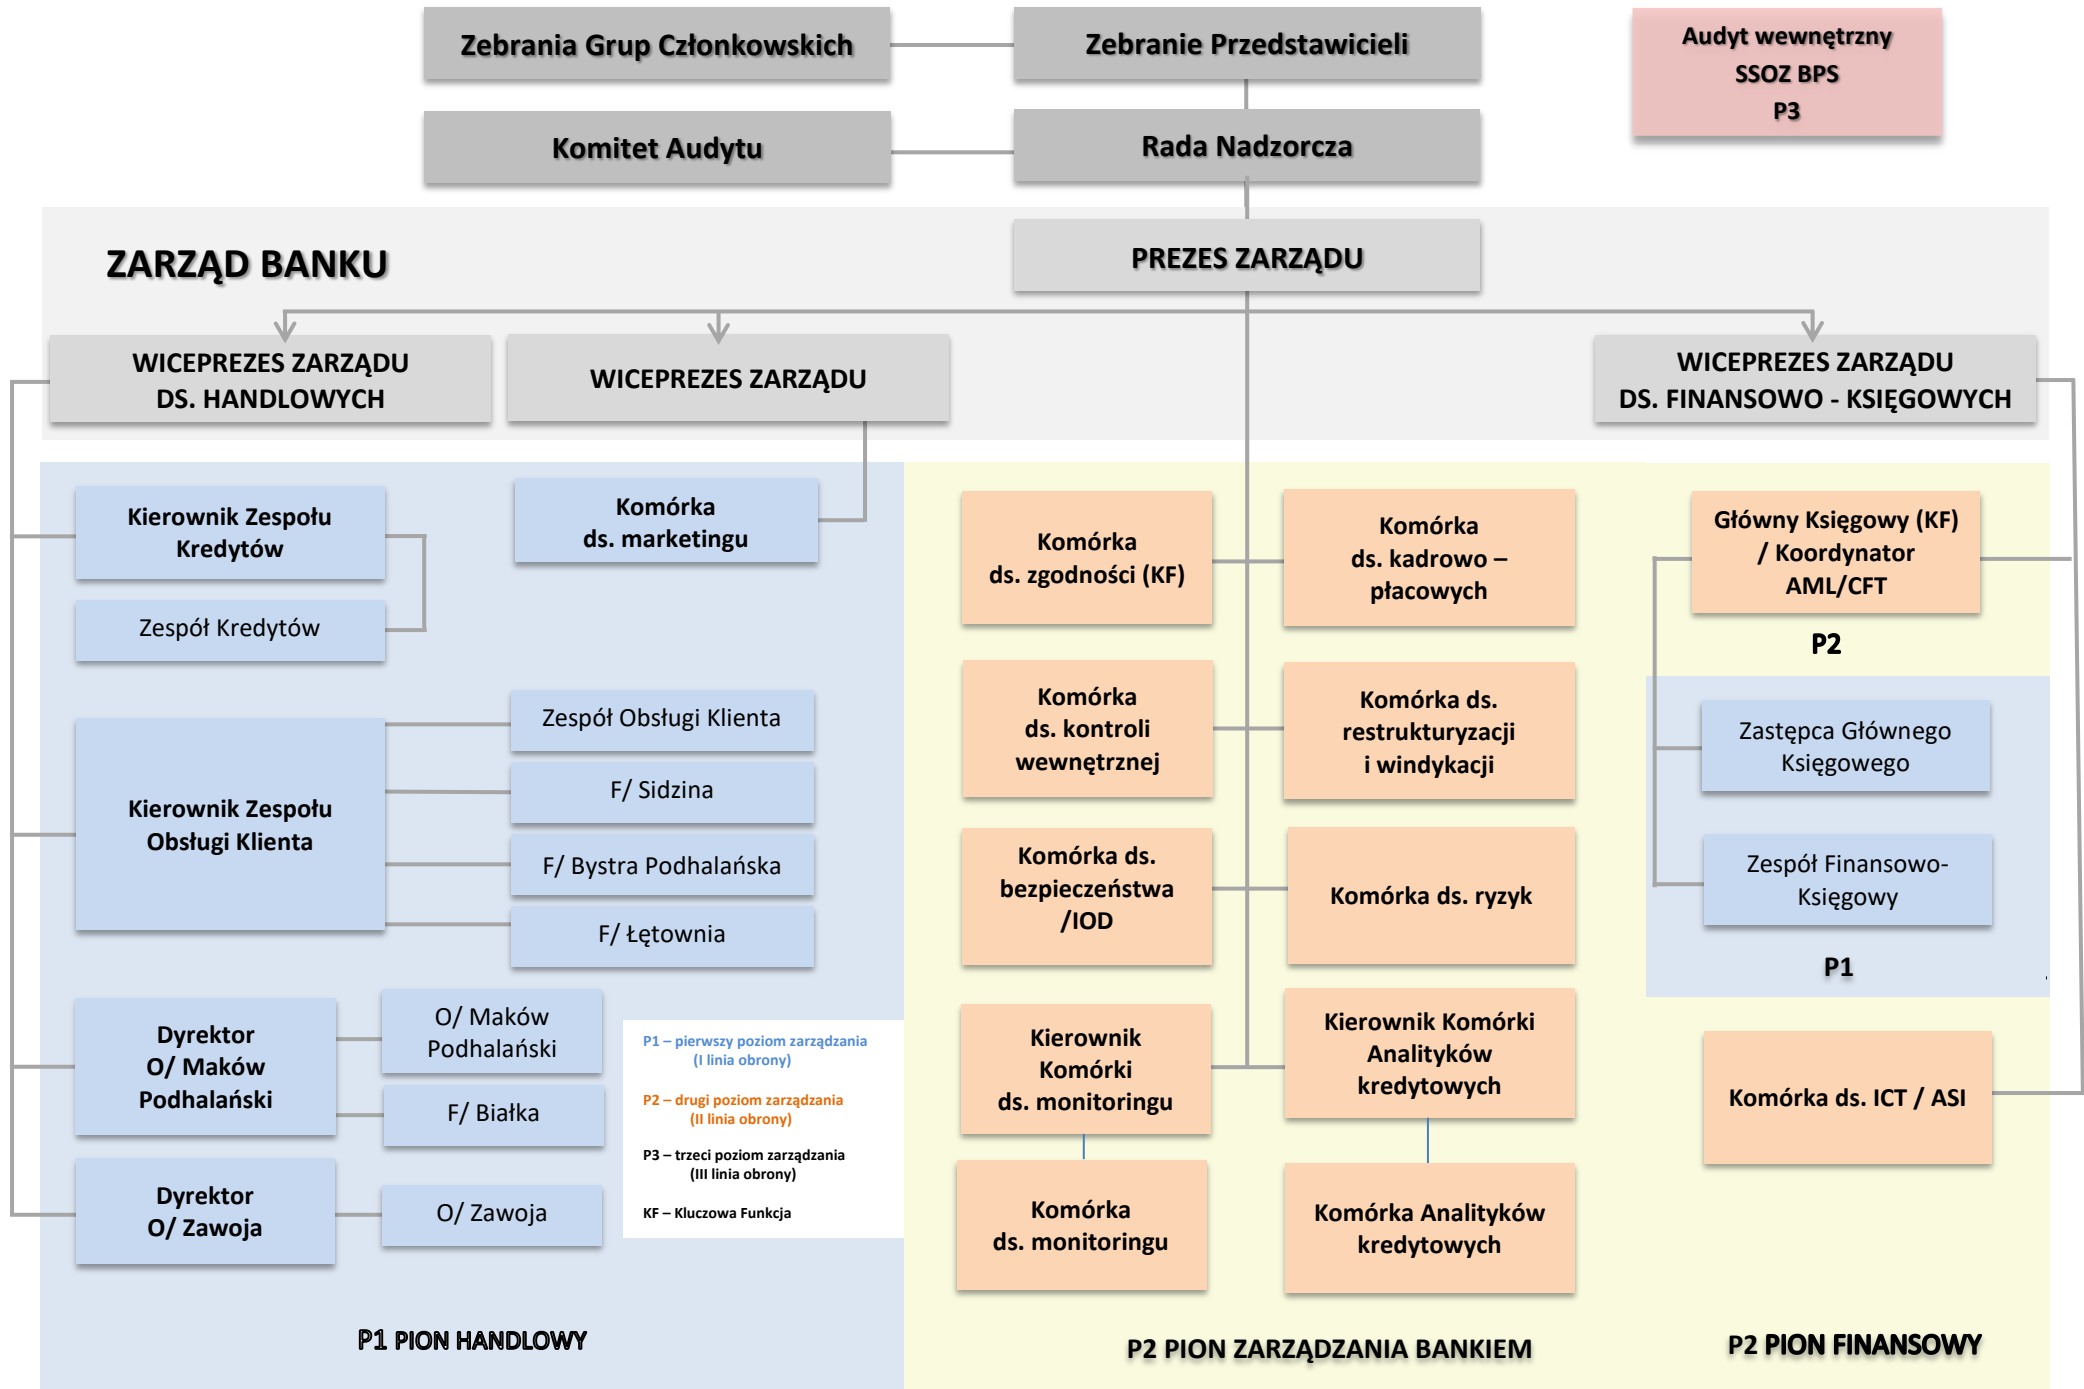 Zebrania Grup Członkowskich
Zebranie Przedstawicieli
Audyt wewnętrzny
SSOZ BPS
P3
Komitet Audytu
Rada Nadzorcza
ZARZĄD BANKU
PREZES ZARZĄDU
WICEPREZES ZARZĄDU
DS. HANDLOWYCH
WICEPREZES ZARZĄDU
WICEPREZES ZARZĄDU
DS. FINANSOWO - KSIĘGOWYCH
Kierownik Zespołu
Kredytów
Zespół Kredytów
Komórka
ds. marketingu
Kierownik Zespołu
Obsługi Klienta
Zespół Obsługi Klienta
F/ Sidzina
F/ Bystra Podhalańska
F/ Łętownia
Dyrektor
O/ Maków
Podhalański
O/ Maków
Podhalański
F/ Białka
Dyrektor
O/ Zawoja
O/ Zawoja
P1 – pierwszy poziom zarządzania
(I linia obrony)
P2 – drugi poziom zarządzania
(II linia obrony)
P3 – trzeci poziom zarządzania
(III linia obrony)
KF – Kluczowa Funkcja
P1 PION HANDLOWY
Komórka
ds. zgodności (KF)
Komórka
ds. kadrowo –
płacowych
Komórka
ds. kontroli
wewnętrznej
Komórka ds.
restrukturyzacji
i windykacji
Komórka ds.
bezpieczeństwa
/IOD
Komórka ds. ryzyk
Kierownik
Komórki
ds. monitoringu
Kierownik Komórki
Analityków
kredytowych
Komórka
ds. monitoringu
Komórka Analityków
kredytowych
P2 PION ZARZĄDZANIA BANKIEM
Główny Księgowy (KF)
/ Koordynator
AML/CFT
P2
Zastępca Głównego
Księgowego
Zespół Finansowo-
Księgowy
P1
Komórka ds. ICT / ASI
P2 PION FINANSOWY